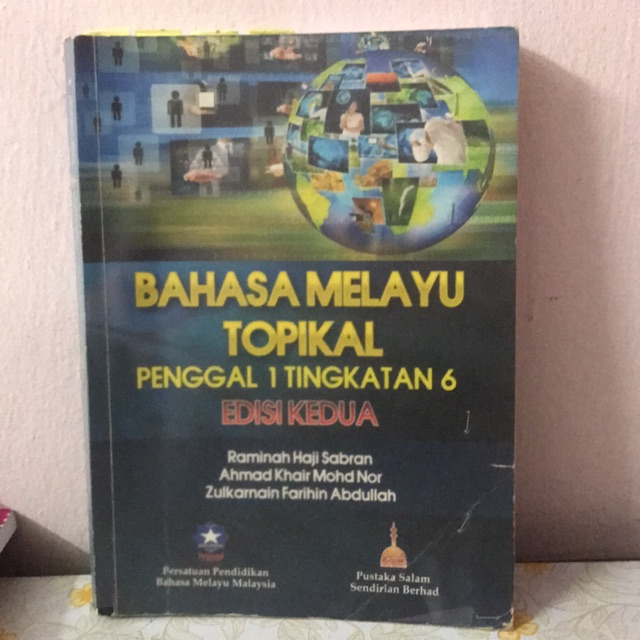 BAHASA MELAYU
TOPIKAL
PENGGAL 1 TINGKATAN 6
EDISI KEDUA
Raminah Haji Sabran
Ahmad Khair Mohd Nor
Zulkarnain Farihin Abdullah
Persatuan Pendidikan
Bahasa Melayu Malaysia
Pustaka Salam
Sendirian Berhad